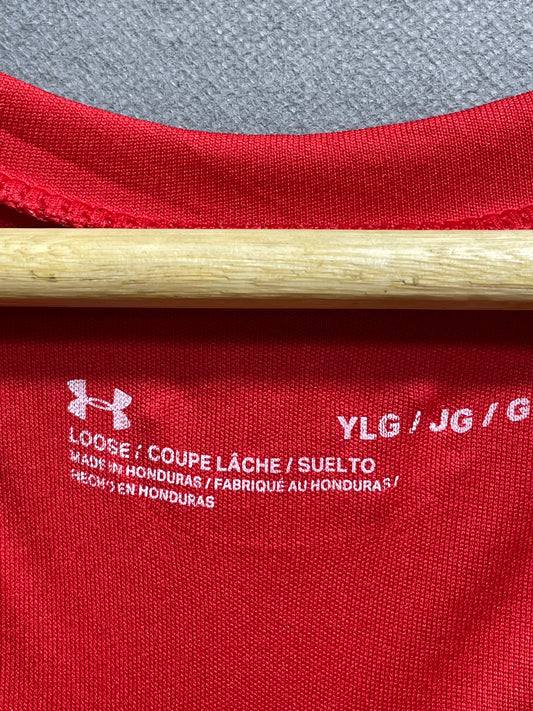 YLG / JG / G
LOOSE / COUPE LÂCHE / SUELTO
MADE IN HONDURAS / FABRIQUÉ AU HONDURAS /
HECHO EN HONDURAS